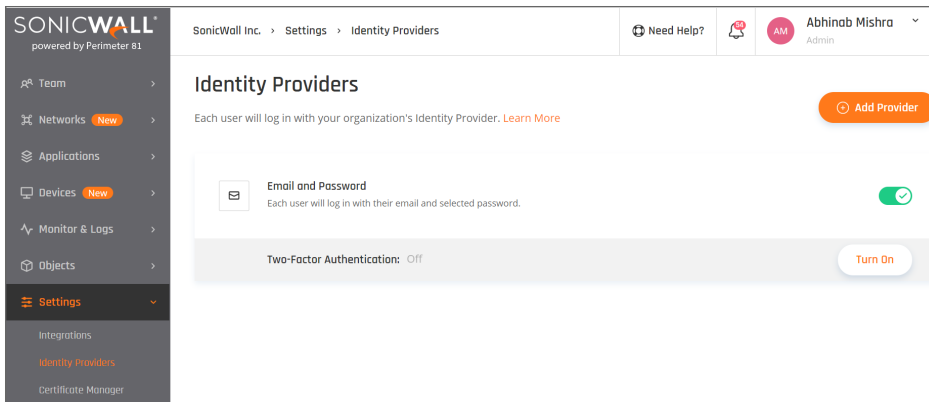 SONICWALL®
powered by Perimeter 81
SonicWall Inc. › Settings › Identity Providers
Need Help?
54
AM
Abhinab Mishra
Admin
Team
Networks New
Applications
Devices New
Monitor & Logs
Objects
Settings
Integrations
Identity Providers
Certificate Manager
Identity Providers
Each user will log in with your organization's Identity Provider. Learn More
Add Provider
Email and Password
Each user will log in with their email and selected password.
Two-Factor Authentication: Off
Turn On